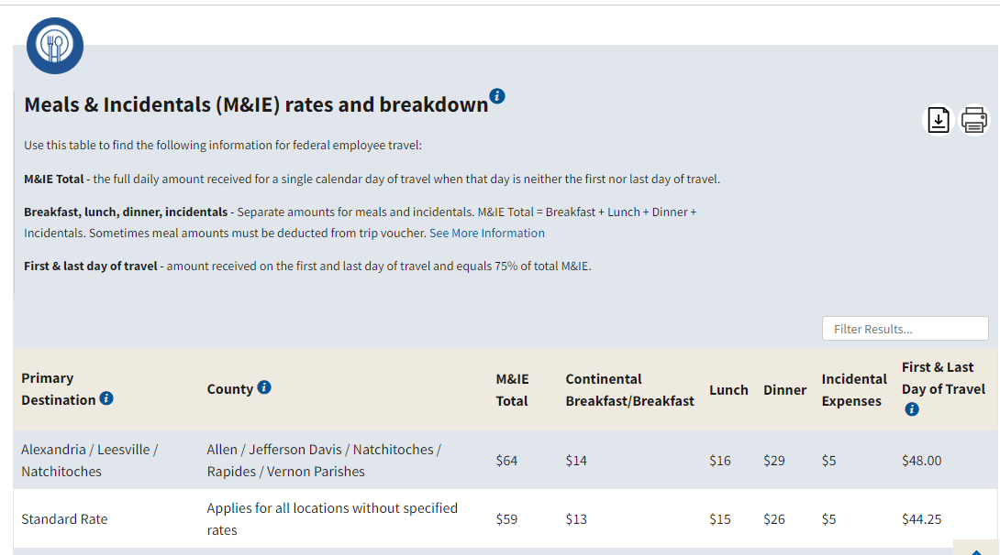 Meals & Incidentals (M&IE) rates and breakdown
Use this table to find the following information for federal employee travel:
M&IE Total - the full daily amount received for a single calendar day of travel when that day is neither the first nor last day of travel.
Breakfast, lunch, dinner, incidentals - Separate amounts for meals and incidentals. M&IE Total = Breakfast + Lunch + Dinner +
Incidentals. Sometimes meal amounts must be deducted from trip voucher. See More Information
First & last day of travel - amount received on the first and last day of travel and equals 75% of total M&IE.
Filter Results...
Primary
Destination
County
M&IE
Total
Continental
Breakfast/Breakfast
Lunch
Dinner
Incidental
Expenses
First & Last
Day of Travel
Alexandria / Leesville /
Natchitoches
Allen / Jefferson Davis / Natchitoches /
Rapides / Vernon Parishes
$64
$14
$16
$29
$5
$48.00
Standard Rate
Applies for all locations without specified
rates
$59
$13
$15
$26
$5
$44.25